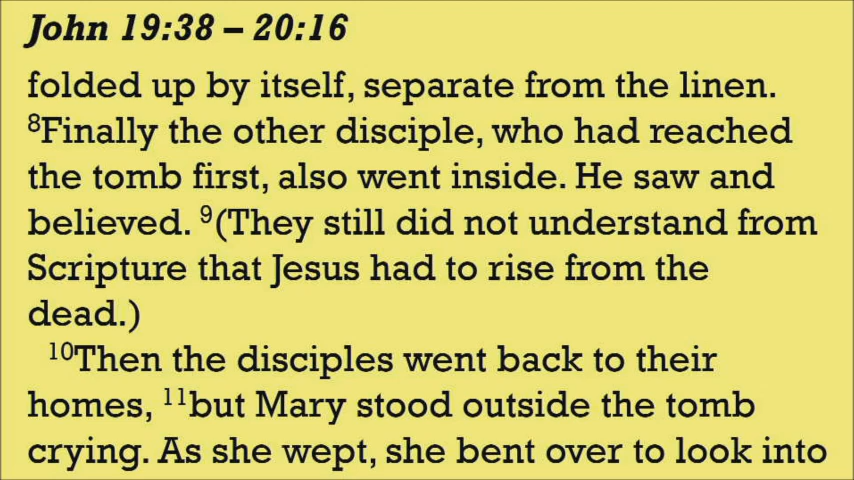 John 19:38 – 20:16
folded up by itself, separate from the linen.
⁸Finally the other disciple, who had reached
the tomb first, also went inside. He saw and
believed. ⁹(They still did not understand from
Scripture that Jesus had to rise from the
dead.)
¹⁰Then the disciples went back to their
homes, ¹¹but Mary stood outside the tomb
crying. As she wept, she bent over to look into